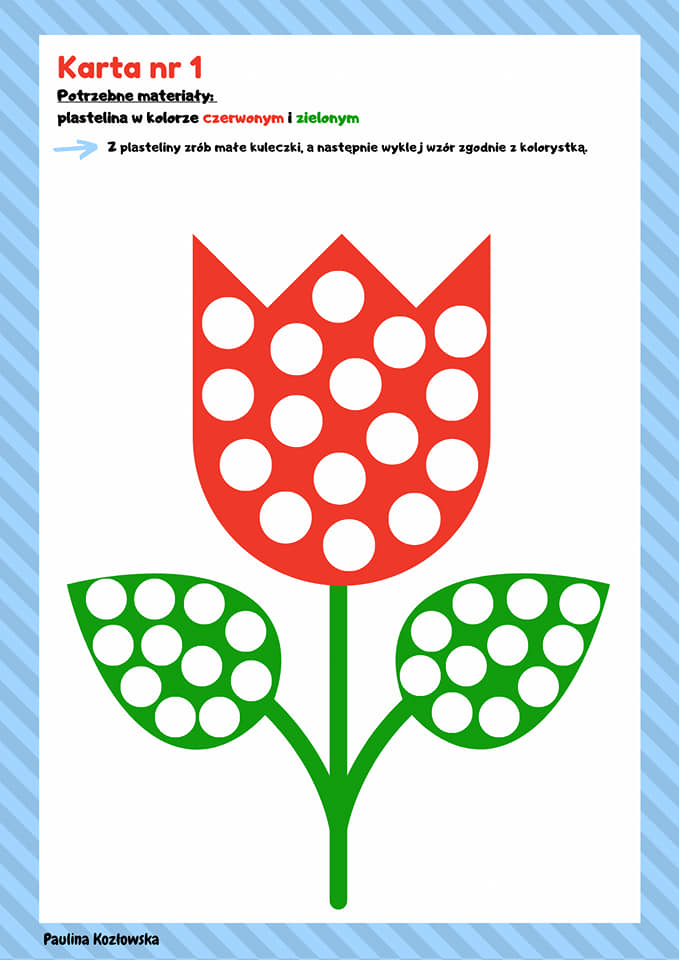 Karta nr 1
Potrzebne materiały:
plastelina w kolorze czerwonym i zielonym
Z plasteliny zrób małe kuleczki, a następnie wyklej wzór zgodnie z kolorystką.
Paulina Kozłowska